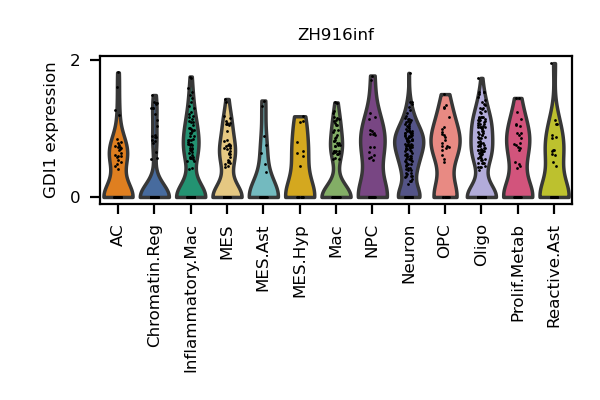 ZH916inf
GDI1 expression
2
0
AC
Chromatin.Reg
Inflammatory.Mac
MES
MES.Ast
MES.Hyp
Mac
NPC
Neuron
OPC
Oligo
Prolif.Metab
Reactive.Ast